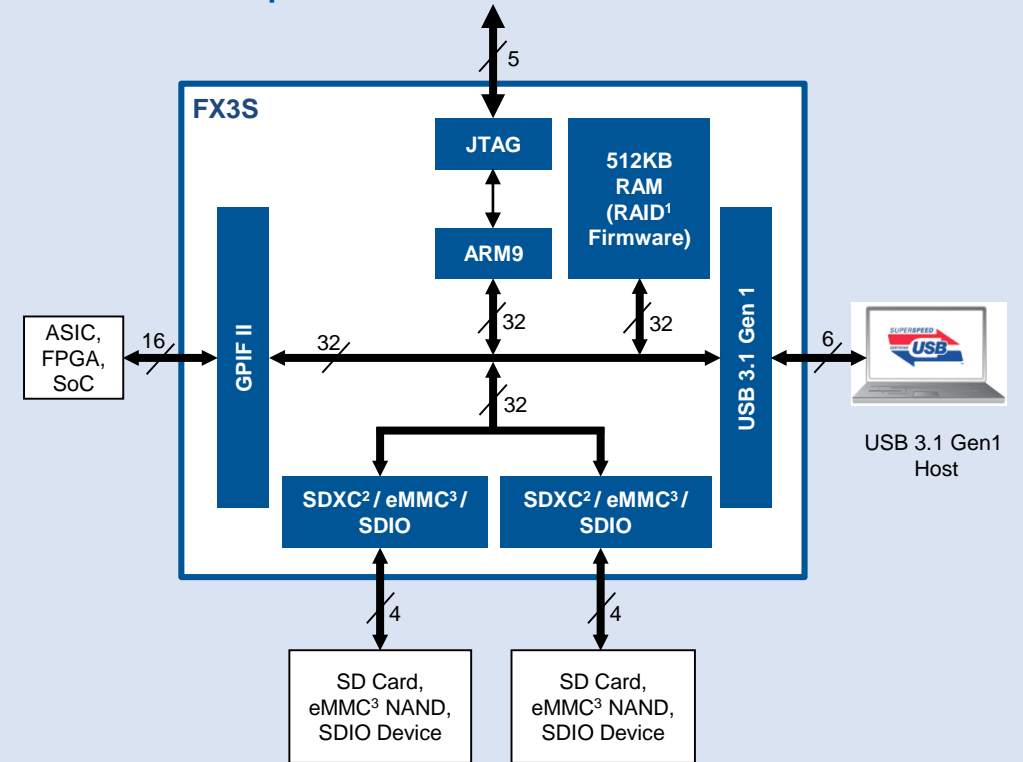 5
FX3S
JTAG
512KB
RAM
(RAID¹
Firmware)
ARM9
32
32
GPIF II
USB 3.1 Gen 1
ASIC,
FPGA,
SoC
16
32
6
SUPERSPEED
CERTIFIED
USB
USB 3.1 Gen1
Host
32
SDXC² / eMMC³ /
SDIO
SDXC² / eMMC³ /
SDIO
4
4
SD Card,
eMMC³ NAND,
SDIO Device
SD Card,
eMMC³ NAND,
SDIO Device